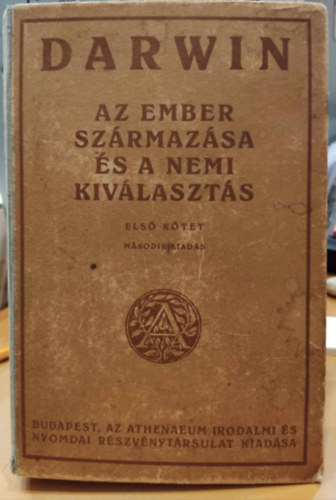 DARWIN
AZ EMBER
SZÁRMAZÁSA
ÉS A NEMI
KIVÁLASZTÁS
ELSŐ KÖTET
MÁSODIK KIADÁS
BUDAPEST, AZ ATHENAEUM IRODALMI ÉS
NYOMDAI RÉSZVÉNYTÁRSULAT KIADÁSA